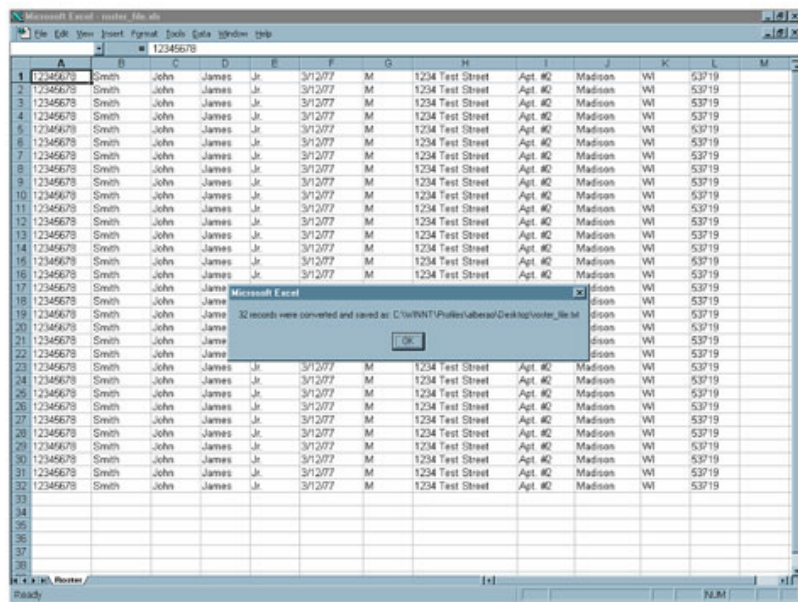 Microsoft Excel - roster_file.xls
File Edit View Insert Format Tools Data Window Help
= 12345678
A B C D E F G H I J K L M
1 12345678 Smith John James Jr. 3/12/77 M 1234 Test Street Apt. #2 Madison WI 53719
2 12345678 Smith John James Jr. 3/12/77 M 1234 Test Street Apt. #2 Madison WI 53719
3 12345678 Smith John James Jr. 3/12/77 M 1234 Test Street Apt. #2 Madison WI 53719
4 12345678 Smith John James Jr. 3/12/77 M 1234 Test Street Apt. #2 Madison WI 53719
5 12345678 Smith John James Jr. 3/12/77 M 1234 Test Street Apt. #2 Madison WI 53719
6 12345678 Smith John James Jr. 3/12/77 M 1234 Test Street Apt. #2 Madison WI 53719
7 12345678 Smith John James Jr. 3/12/77 M 1234 Test Street Apt. #2 Madison WI 53719
8 12345678 Smith John James Jr. 3/12/77 M 1234 Test Street Apt. #2 Madison WI 53719
9 12345678 Smith John James Jr. 3/12/77 M 1234 Test Street Apt. #2 Madison WI 53719
10 12345678 Smith John James Jr. 3/12/77 M 1234 Test Street Apt. #2 Madison WI 53719
11 12345678 Smith John James Jr. 3/12/77 M 1234 Test Street Apt. #2 Madison WI 53719
12 12345678 Smith John James Jr. 3/12/77 M 1234 Test Street Apt. #2 Madison WI 53719
13 12345678 Smith John James Jr. 3/12/77 M 1234 Test Street Apt. #2 Madison WI 53719
14 12345678 Smith John James Jr. 3/12/77 M 1234 Test Street Apt. #2 Madison WI 53719
15 12345678 Smith John James Jr. 3/12/77 M 1234 Test Street Apt. #2 Madison WI 53719
16 12345678 Smith John James Jr. 3/12/77 M 1234 Test Street Apt. #2 Madison WI 53719
17 12345678 Smith John Jame dison WI 53719
18 12345678 Smith John Jame dison WI 53719
19 12345678 Smith John Jame dison WI 53719
20 12345678 Smith John Jame dison WI 53719
21 12345678 Smith John Jame dison WI 53719
22 12345678 Smith John Jame dison WI 53719
Microsoft Excel
32 records were converted and saved as: C:\WINNT\Profiles\alberao\Desktop\roster_file.txt
OK
23 12345678 Smith John James Jr. 3/12/77 M 1234 Test Street Apt. #2 Madison WI 53719
24 12345678 Smith John James Jr. 3/12/77 M 1234 Test Street Apt. #2 Madison WI 53719
25 12345678 Smith John James Jr. 3/12/77 M 1234 Test Street Apt. #2 Madison WI 53719
26 12345678 Smith John James Jr. 3/12/77 M 1234 Test Street Apt. #2 Madison WI 53719
27 12345678 Smith John James Jr. 3/12/77 M 1234 Test Street Apt. #2 Madison WI 53719
28 12345678 Smith John James Jr. 3/12/77 M 1234 Test Street Apt. #2 Madison WI 53719
29 12345678 Smith John James Jr. 3/12/77 M 1234 Test Street Apt. #2 Madison WI 53719
30 12345678 Smith John James Jr. 3/12/77 M 1234 Test Street Apt. #2 Madison WI 53719
31 12345678 Smith John James Jr. 3/12/77 M 1234 Test Street Apt. #2 Madison WI 53719
32 12345678 Smith John James Jr. 3/12/77 M 1234 Test Street Apt. #2 Madison WI 53719
33
34
35
36
37
38
Roster
Ready NUM